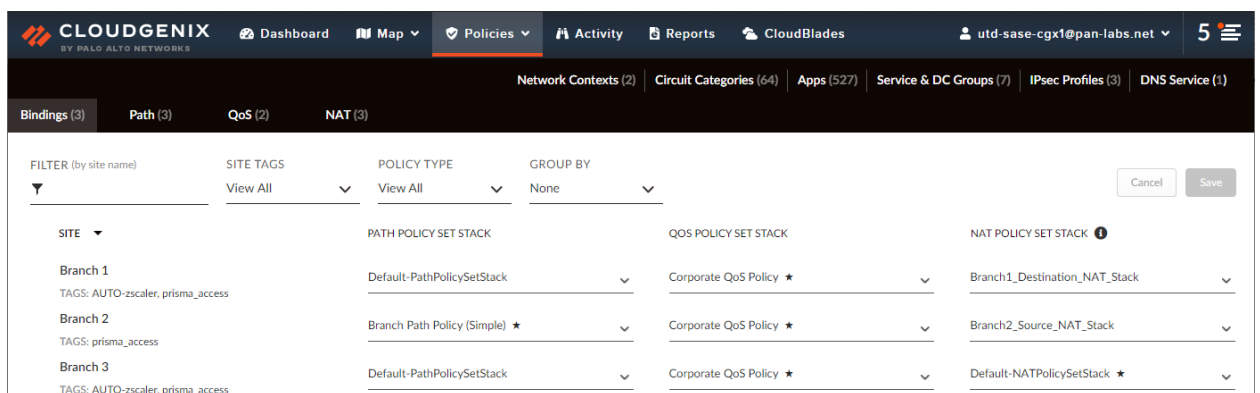 CLOUDGENIX
BY PALO ALTO NETWORKS
Dashboard
Map
Policies
Activity
Reports
CloudBlades
utd-sase-cgx1@pan-labs.net
5
Network Contexts (2)
Circuit Categories (64)
Apps (527)
Service & DC Groups (7)
IPsec Profiles (3)
DNS Service (1)
Bindings (3)
Path (3)
QoS (2)
NAT (3)
FILTER (by site name)
SITE TAGS
View All
POLICY TYPE
View All
GROUP BY
None
Cancel
Save
SITE
PATH POLICY SET STACK
QOS POLICY SET STACK
NAT POLICY SET STACK
Branch 1
TAGS: AUTO-zscaler, prisma_access
Default-PathPolicySetStack
Corporate QoS Policy ★
Branch1_Destination_NAT_Stack
Branch 2
TAGS: prisma_access
Branch Path Policy (Simple) ★
Corporate QoS Policy ★
Branch2_Source_NAT_Stack
Branch 3
TAGS: AUTO-zscaler, prisma_access
Default-PathPolicySetStack
Corporate QoS Policy ★
Default-NATPolicySetStack ★